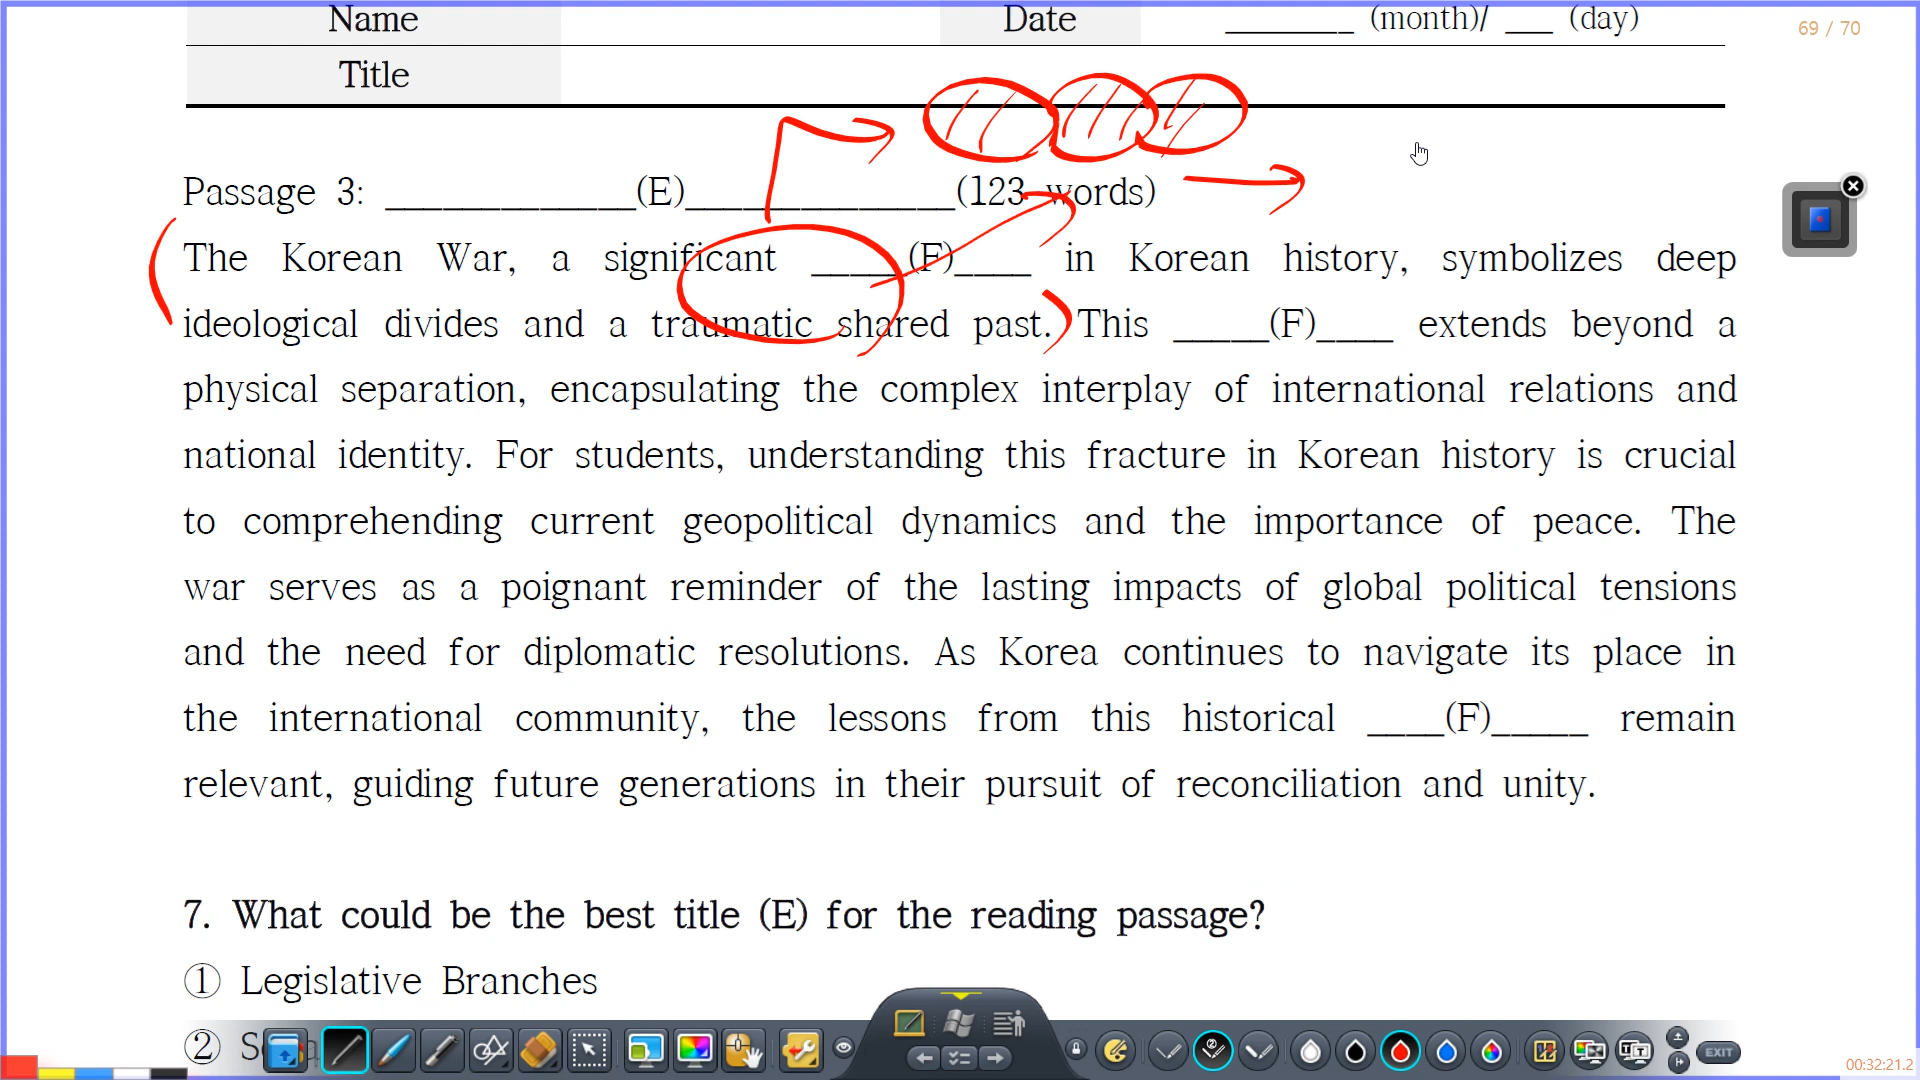 Name Date ________ (month)/ ___ (day)
69 / 70
Title
Passage 3: _____________(E)______________(123 words)
The Korean War, a significant _____(F)____ in Korean history, symbolizes deep
ideological divides and a traumatic shared past. This _____(F)____ extends beyond a
physical separation, encapsulating the complex interplay of international relations and
national identity. For students, understanding this fracture in Korean history is crucial
to comprehending current geopolitical dynamics and the importance of peace. The
war serves as a poignant reminder of the lasting impacts of global political tensions
and the need for diplomatic resolutions. As Korea continues to navigate its place in
the international community, the lessons from this historical ____(F)_____ remain
relevant, guiding future generations in their pursuit of reconciliation and unity.
7. What could be the best title (E) for the reading passage?
① Legislative Branches
②
EXIT
00:32:21.2